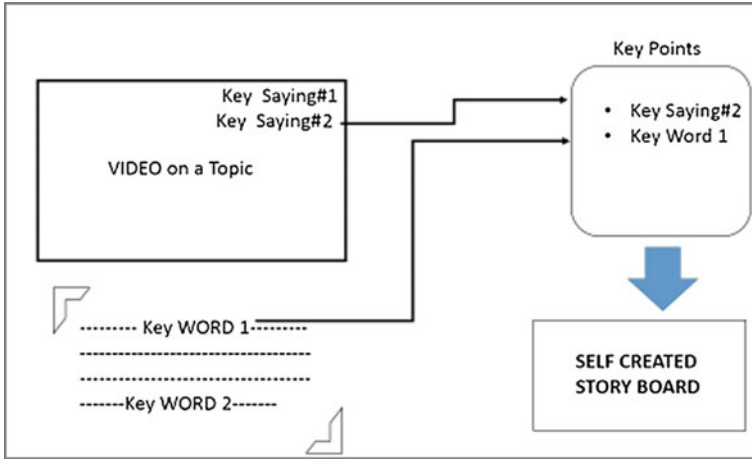 Key Saying#1
Key Saying#2
VIDEO on a Topic
--------- Key WORD 1---------
-------Key WORD 2-------
Key Points
• Key Saying#2
• Key Word 1
SELF CREATED
STORY BOARD